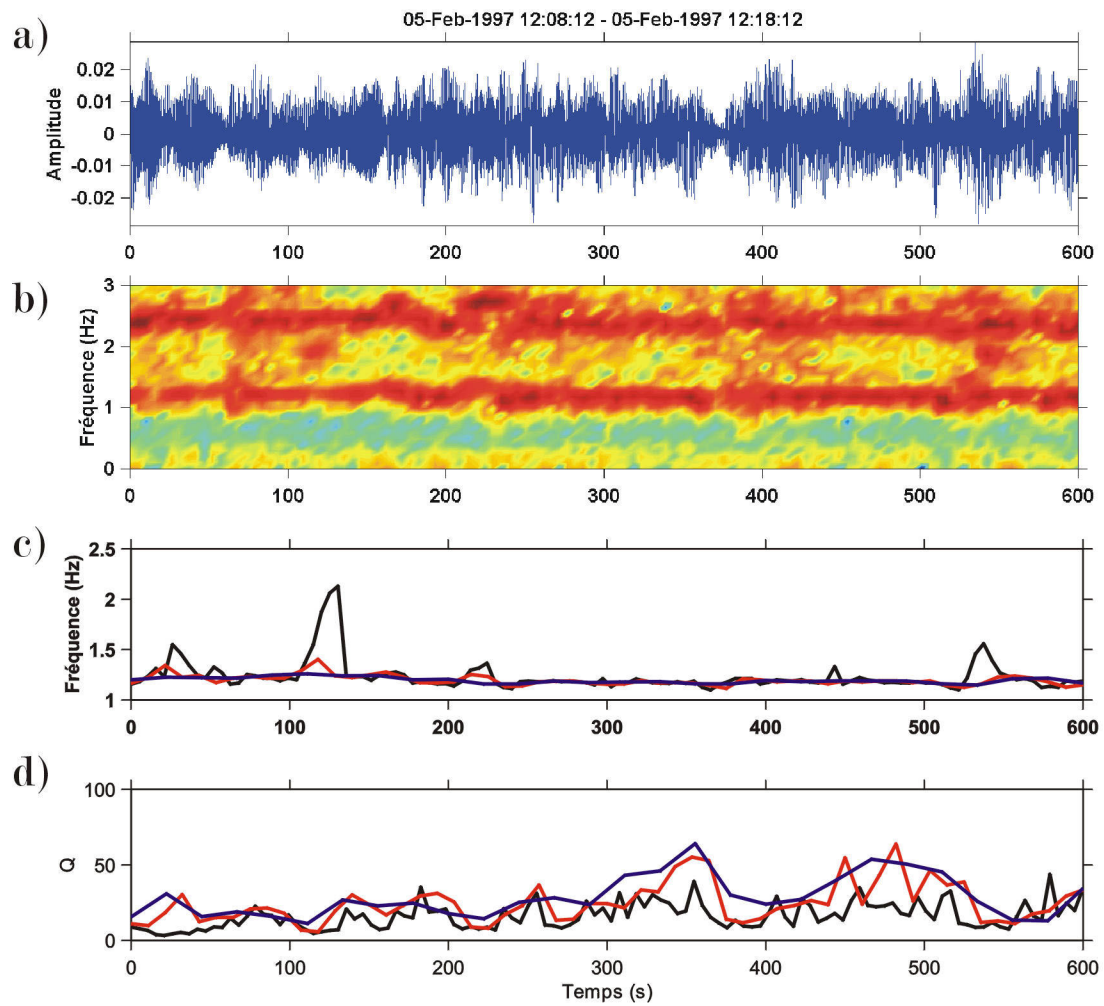 05-Feb-1997 12:08:12 - 05-Feb-1997 12:18:12
a)
Amplitude
0.02
0.01
0
-0.01
-0.02
0 100 200 300 400 500 600
b)
Fréquence (Hz)
3
2
1
0
0 100 200 300 400 500 600
c)
Fréquence (Hz)
2.5
2
1.5
1
0 100 200 300 400 500 600
d)
Q
100
50
0
0 100 200 300 400 500 600
Temps (s)